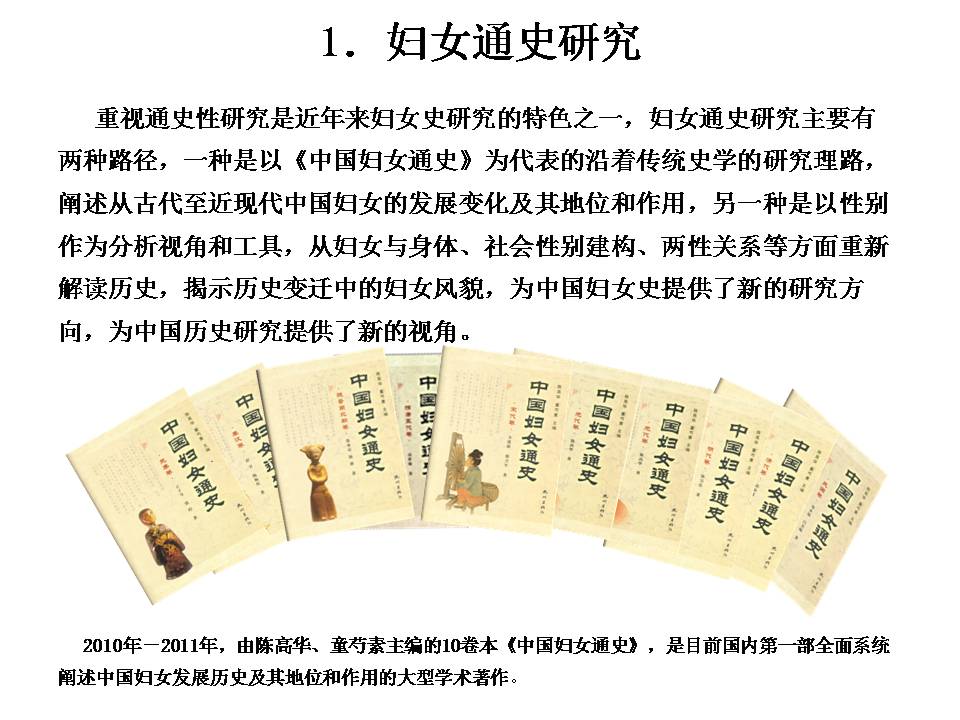 1．妇女通史研究
重视通史性研究是近年来妇女史研究的特色之一，妇女通史研究主要有
两种路径，一种是以《中国妇女通史》为代表的沿着传统史学的研究理路，
阐述从古代至近现代中国妇女的发展变化及其地位和作用，另一种是以性别
作为分析视角和工具，从妇女与身体、社会性别建构、两性关系等方面重新
解读历史，揭示历史变迁中的妇女风貌，为中国妇女史提供了新的研究方
向，为中国历史研究提供了新的视角。
中国妇女通史
中国妇女通
中国妇女通史
中国妇
中国妇女通史
中国妇女通史
中国妇女通史
中国妇女通史
中国妇女通史
中国妇女通史
2010年－2011年，由陈高华、童芍素主编的10卷本《中国妇女通史》，是目前国内第一部全面系统
阐述中国妇女发展历史及其地位和作用的大型学术著作。